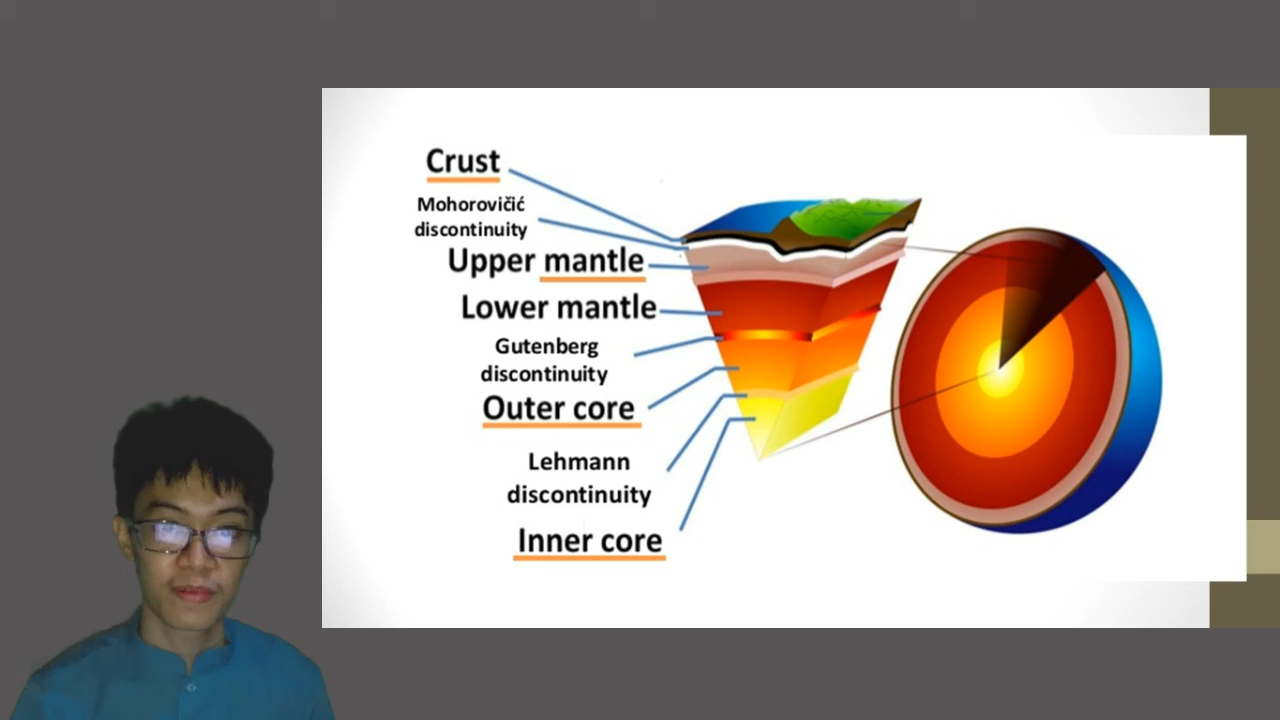 Crust
Mohorovičić
discontinuity
Upper mantle
Lower mantle
Gutenberg
discontinuity
Outer core
Lehmann
discontinuity
Inner core